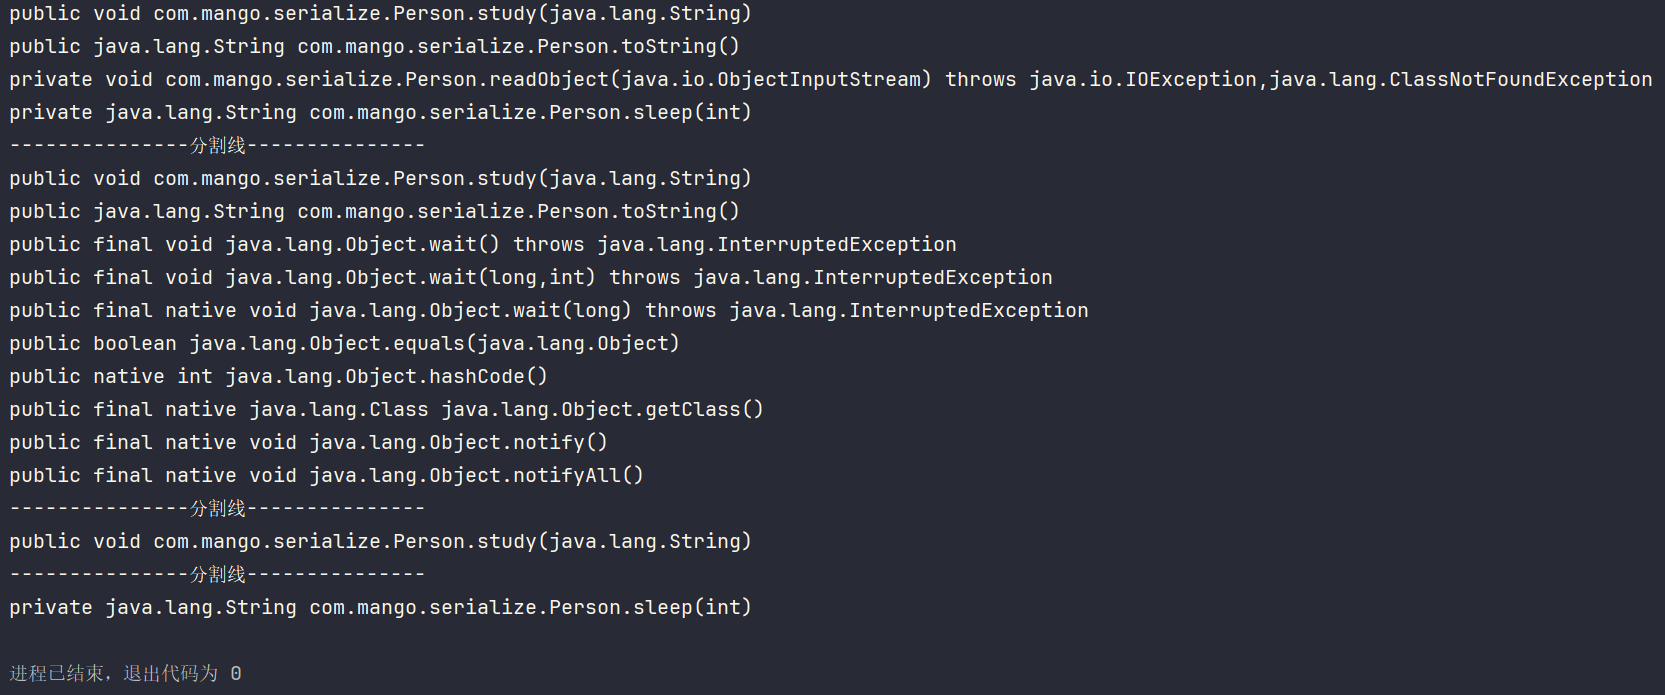 public void com.mango.serialize.Person.study(java.lang.String)
public java.lang.String com.mango.serialize.Person.toString()
private void com.mango.serialize.Person.readObject(java.io.ObjectInputStream) throws java.io.IOException,java.lang.ClassNotFoundException
private java.lang.String com.mango.serialize.Person.sleep(int)
---------------分割线---------------
public void com.mango.serialize.Person.study(java.lang.String)
public java.lang.String com.mango.serialize.Person.toString()
public final void java.lang.Object.wait() throws java.lang.InterruptedException
public final void java.lang.Object.wait(long,int) throws java.lang.InterruptedException
public final native void java.lang.Object.wait(long) throws java.lang.InterruptedException
public boolean java.lang.Object.equals(java.lang.Object)
public native int java.lang.Object.hashCode()
public final native java.lang.Class java.lang.Object.getClass()
public final native void java.lang.Object.notify()
public final native void java.lang.Object.notifyAll()
---------------分割线---------------
public void com.mango.serialize.Person.study(java.lang.String)
---------------分割线---------------
private java.lang.String com.mango.serialize.Person.sleep(int)
进程已结束，退出代码为 0